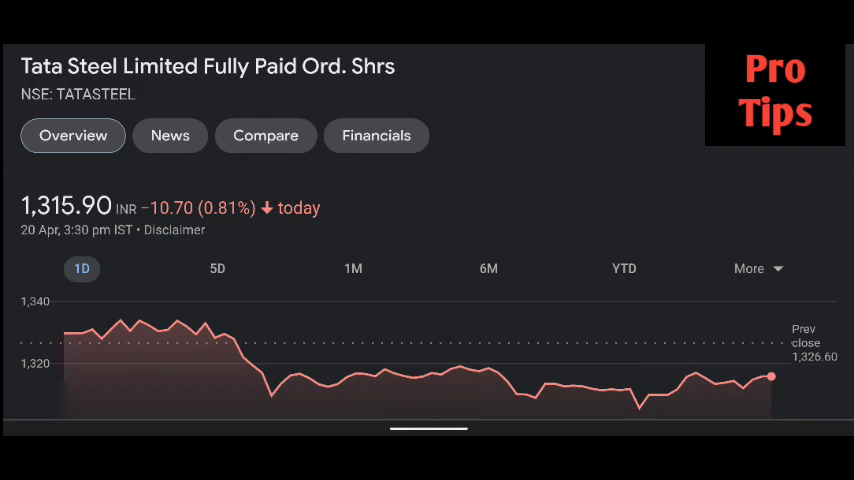 Tata Steel Limited Fully Paid Ord. Shrs
NSE: TATASTEEL
Pro
Tips
Overview News Compare Financials
1,315.90 INR −10.70 (0.81%) ↓ today
20 Apr, 3:30 pm IST • Disclaimer
1D 5D 1M 6M YTD More
1,340
Prev
close
1,326.60
1,320